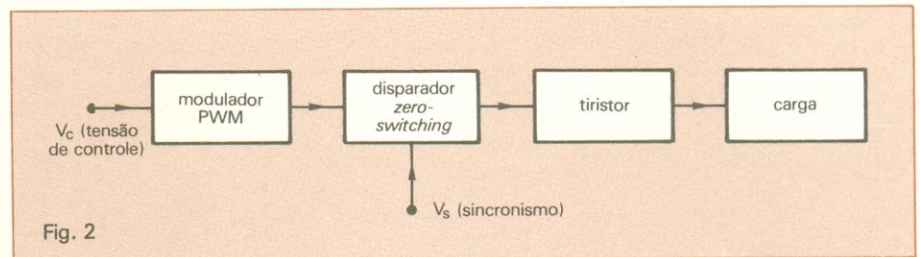 modulador
PWM
disparador
zero-
switching
tiristor
carga
Vc (tensão
de controle)
Vs (sincronismo)
Fig. 2